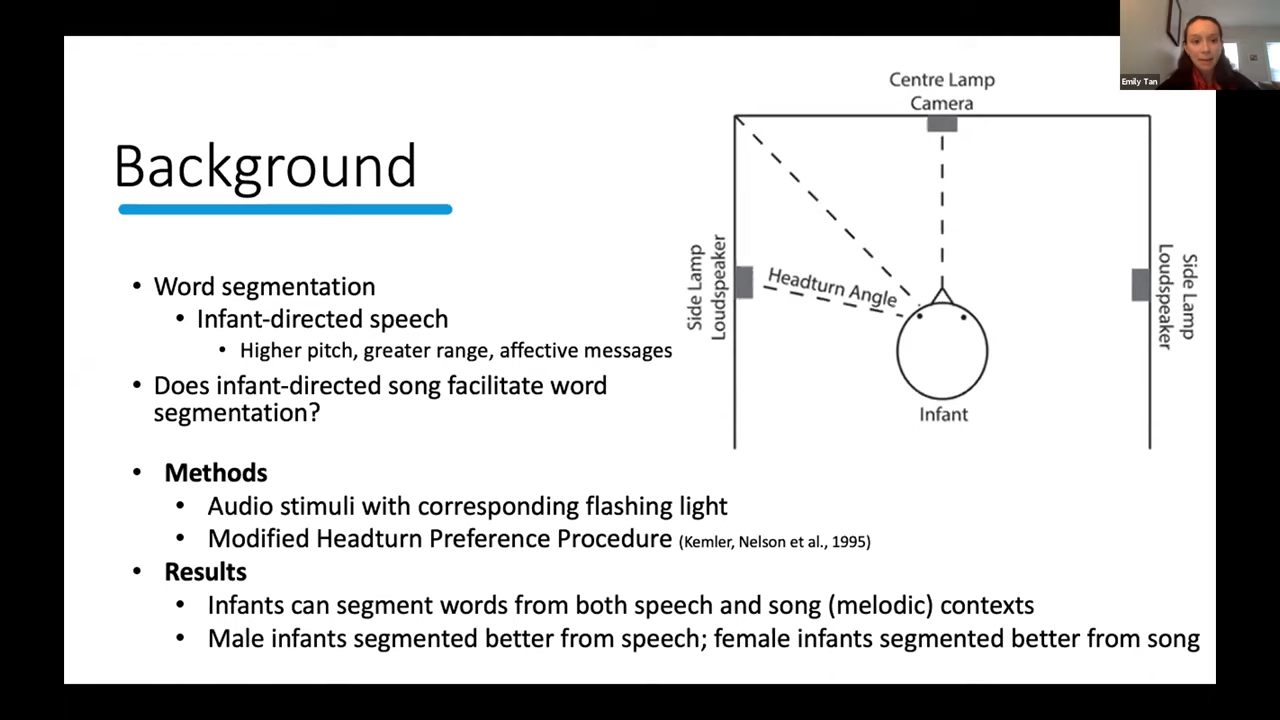 Emily Tan
Background
• Word segmentation
• Infant-directed speech
• Higher pitch, greater range, affective messages
• Does infant-directed song facilitate word
segmentation?
• Methods
• Audio stimuli with corresponding flashing light
• Modified Headturn Preference Procedure (Kemler, Nelson et al., 1995)
• Results
• Infants can segment words from both speech and song (melodic) contexts
• Male infants segmented better from speech; female infants segmented better from song
Centre Lamp
Camera
Side Lamp
Loudspeaker
Headturn Angle
Infant
Side Lamp
Loudspeaker